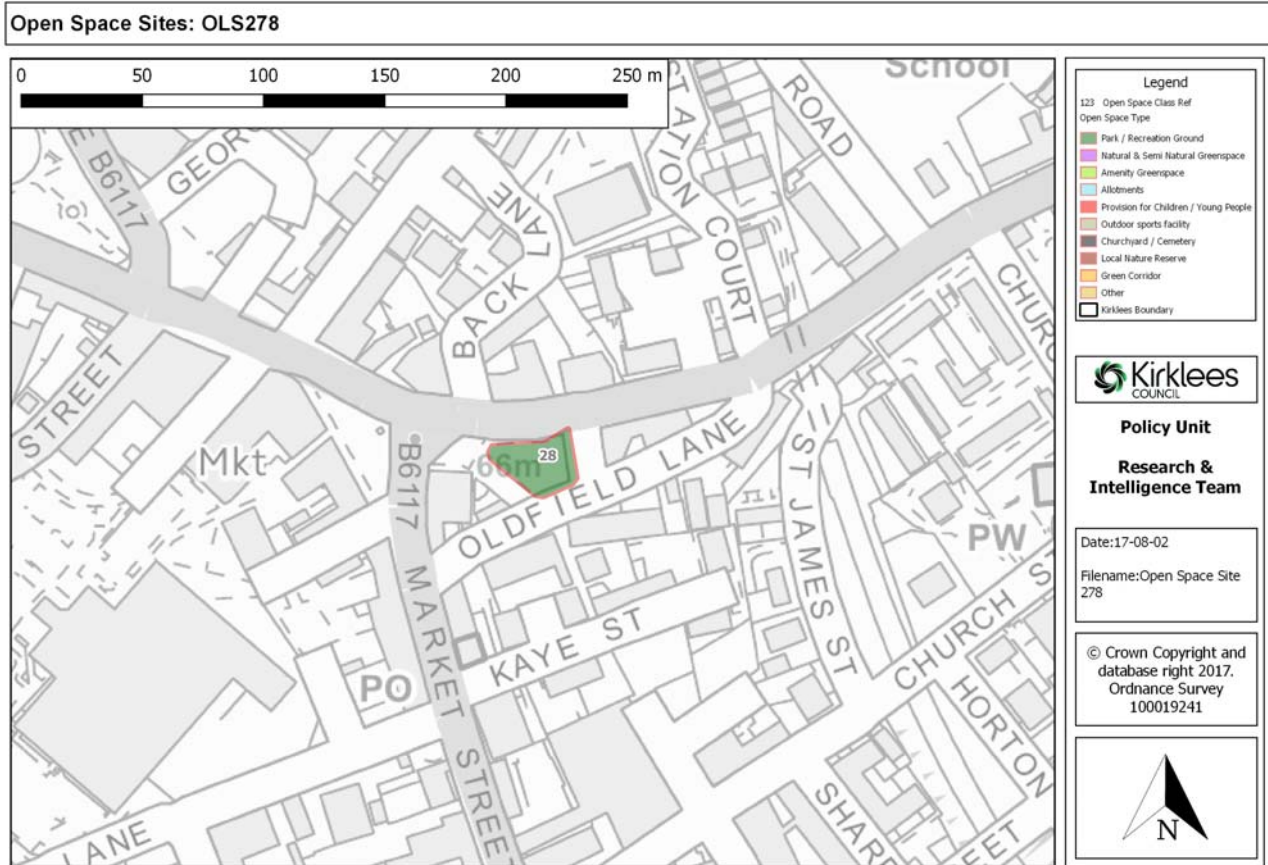 Open Space Sites: OLS278
0 50 100 150 200 250 m
School
STATION COURT
ROAD
B6117
GEORG
BACK LANE
CHURC
STREET
Mkt
66m
28
B6117
OLDFIELD LANE
ST JAMES ST
PW
MARKET STREET
KAYE ST
CHURCH S
PO
HORTON
LANE
Legend
123 Open Space Class Ref
Open Space Type
Park / Recreation Ground
Natural & Semi Natural Greenspace
Amenity Greenspace
Allotments
Provision for Children / Young People
Outdoor sports facility
Churchyard / Cemetery
Local Nature Reserve
Green Corridor
Other
Kirklees Boundary
Kirklees
COUNCIL
Policy Unit
Research &
Intelligence Team
Date:17-08-02
Filename:Open Space Site
278
© Crown Copyright and
database right 2017.
Ordnance Survey
100019241
N